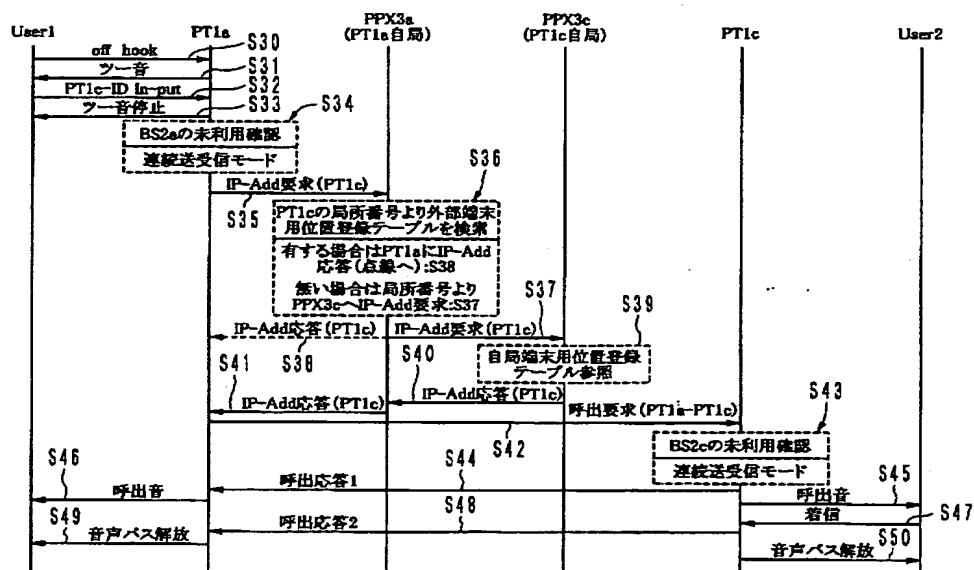 User1
PT1a
PPX3a
(PT1a自局)
PPX3c
(PT1c自局)
PT1c
User2
off hook
S30
ツー音
S31
PT1c-ID In-put
S32
ツー音停止
S33
S34
BS2aの未利用確認
連続送受信モード
IP-Add要求(PT1c)
S35
S36
PT1cの局所番号より外部端末
用位置登録テーブルを検索
有する場合はPT1aにIP-Add
応答(点線へ):S38
無い場合は局所番号より
PPX3cへIP-Add要求:S37
S37
IP-Add応答(PT1c)
IP-Add要求(PT1c)
S38
S39
自局端末用位置登録
テーブル参照
S40
S41
IP-Add応答(PT1c)
IP-Add応答(PT1c)
呼出要求(PT1a-PT1c)
S42
S43
BS2cの未利用確認
連続送受信モード
S44
呼出応答1
S45
呼出音
S46
呼出音
着信
S47
S48
呼出応答2
S49
音声パス解放
S50
音声パス解放